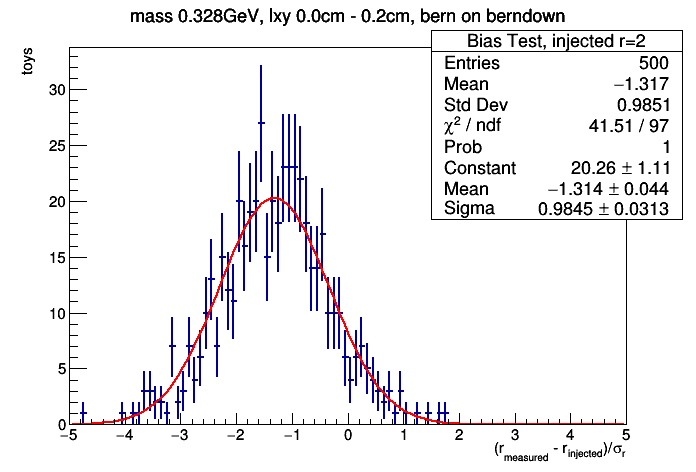 mass 0.328GeV, lxy 0.0cm - 0.2cm, bern on berndown
toys
Bias Test, injected r=2
Entries 500
Mean −1.317
Std Dev 0.9851
χ² / ndf 41.51 / 97
Prob 1
Constant 20.26 ± 1.11
Mean −1.314 ± 0.044
Sigma 0.9845 ± 0.0313
30
25
20
15
10
5
0
−5 −4 −3 −2 −1 0 1 2 3 4 5
(r_measured - r_injected)/σ_r